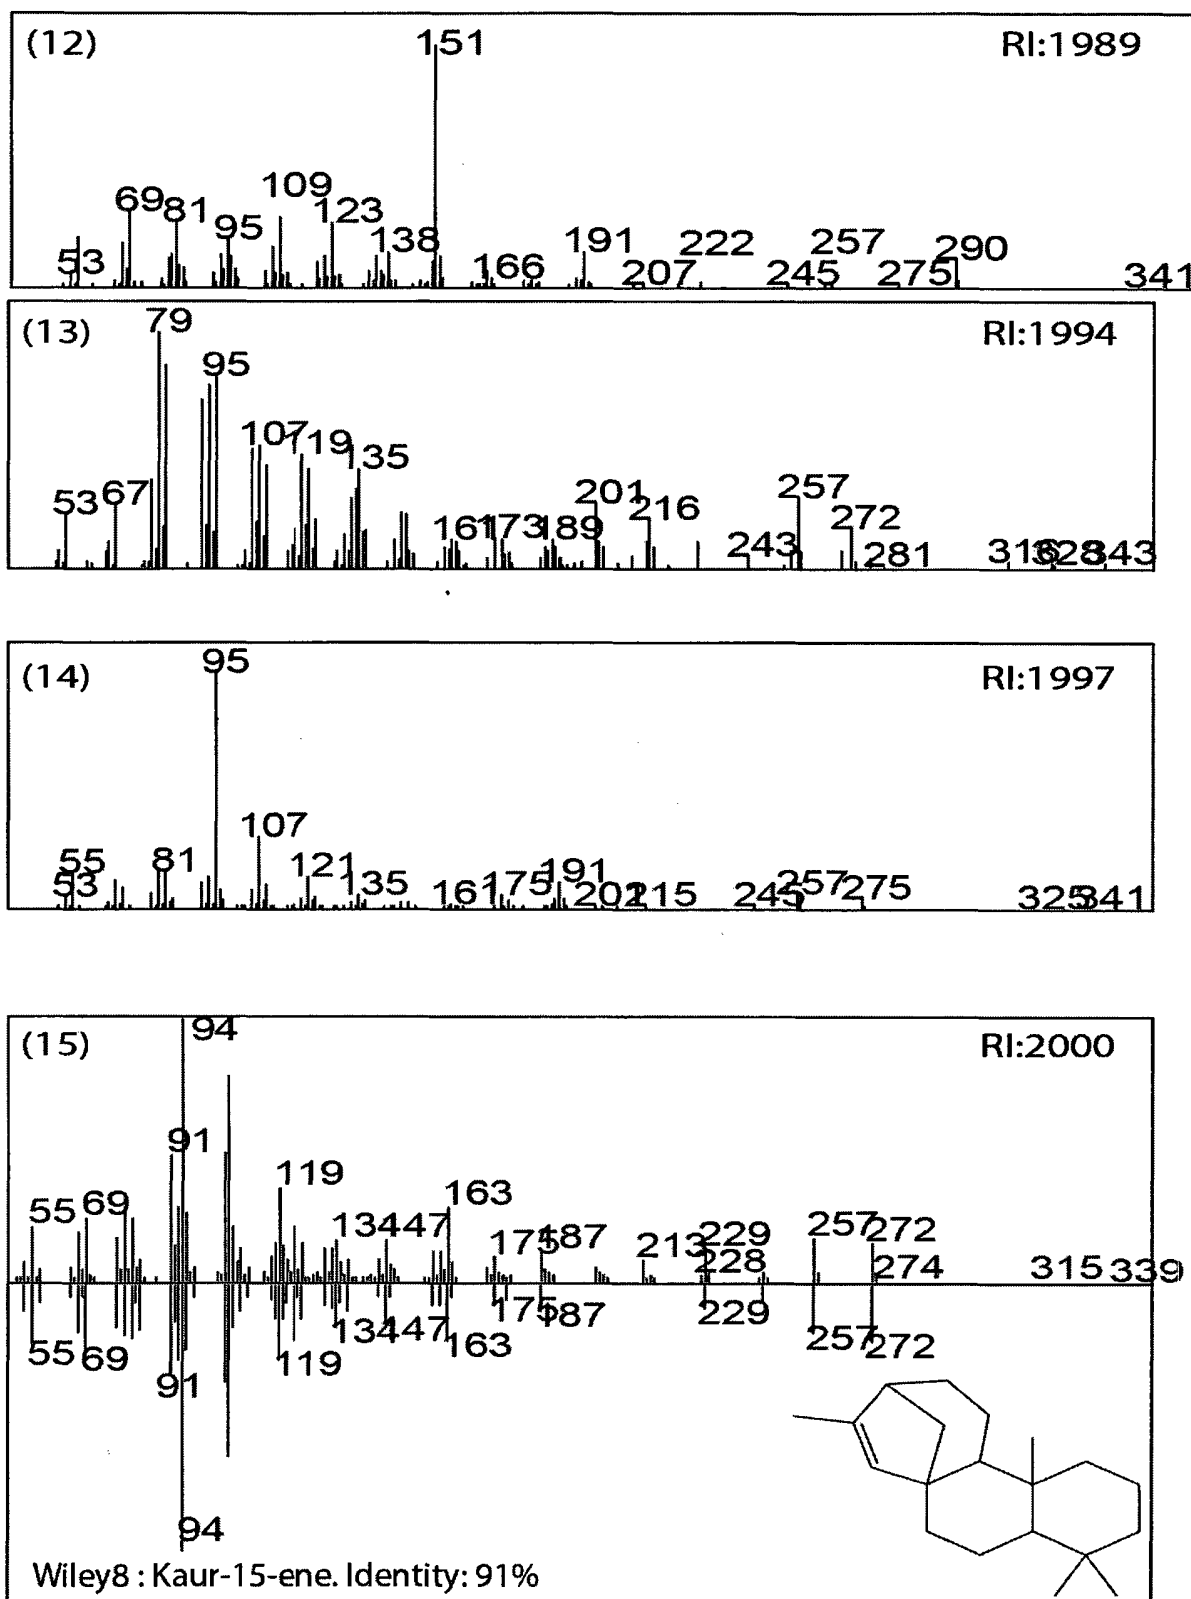 (12) 151 RI:1989
109
69 81 95 123
138 191 222 257 290
53 166 207 245 275 341
(13) 79 RI:1994
95
107 119 135
53 67 201 216 257 272
161 173 189 243 281 316 328 343
(14) 95 RI:1997
107
55 81 121 135 191
53 161 175 201 215 245 257 275 325 341
(15) 94 RI:2000
91
119
55 69 163
134 147 175 187 213 229 257 272
228 274 315 339
175 187 229
134 147 163 257 272
55 69 119
91
94
Wiley8 : Kaur-15-ene. Identity: 91%